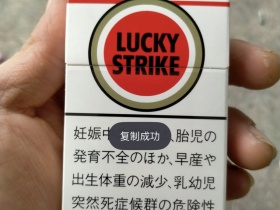 LUCKY
STRIKE
妊娠中 胎児の
複制成功
発育不全のほか、早産や
出生体重の減少、乳幼児
突然死症候群の危険性